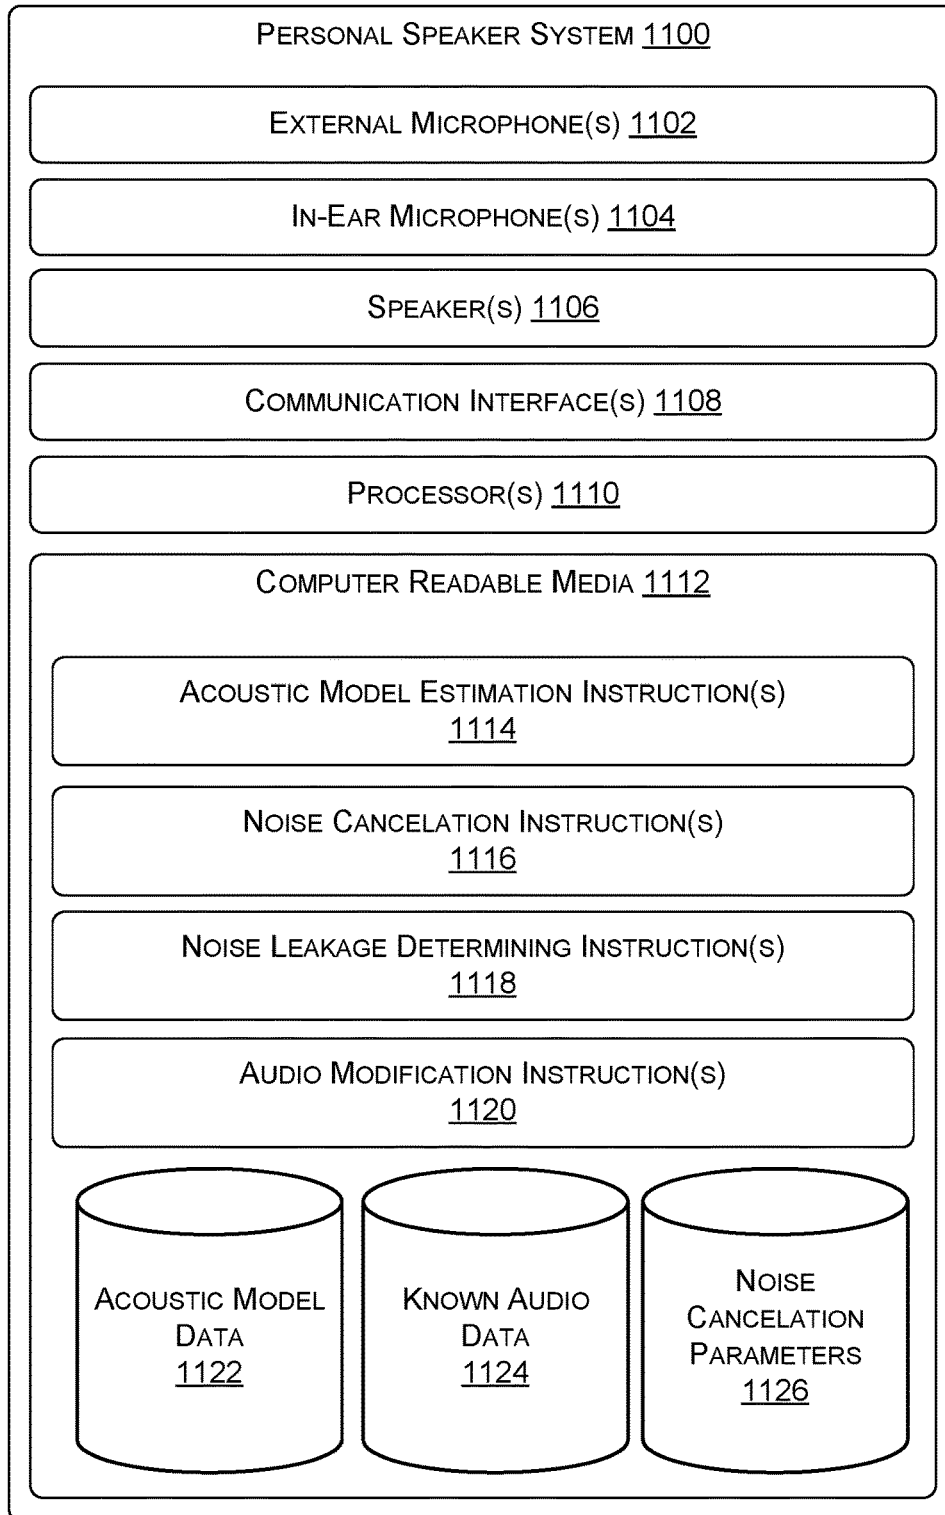 PERSONAL SPEAKER SYSTEM 1100
EXTERNAL MICROPHONE(S) 1102
IN-EAR MICROPHONE(S) 1104
SPEAKER(S) 1106
COMMUNICATION INTERFACE(S) 1108
PROCESSOR(S) 1110
COMPUTER READABLE MEDIA 1112
ACOUSTIC MODEL ESTIMATION INSTRUCTION(S)
1114
NOISE CANCELATION INSTRUCTION(S)
1116
NOISE LEAKAGE DETERMINING INSTRUCTION(S)
1118
AUDIO MODIFICATION INSTRUCTION(S)
1120
ACOUSTIC MODEL
DATA
1122
KNOWN AUDIO
DATA
1124
NOISE
CANCELATION
PARAMETERS
1126